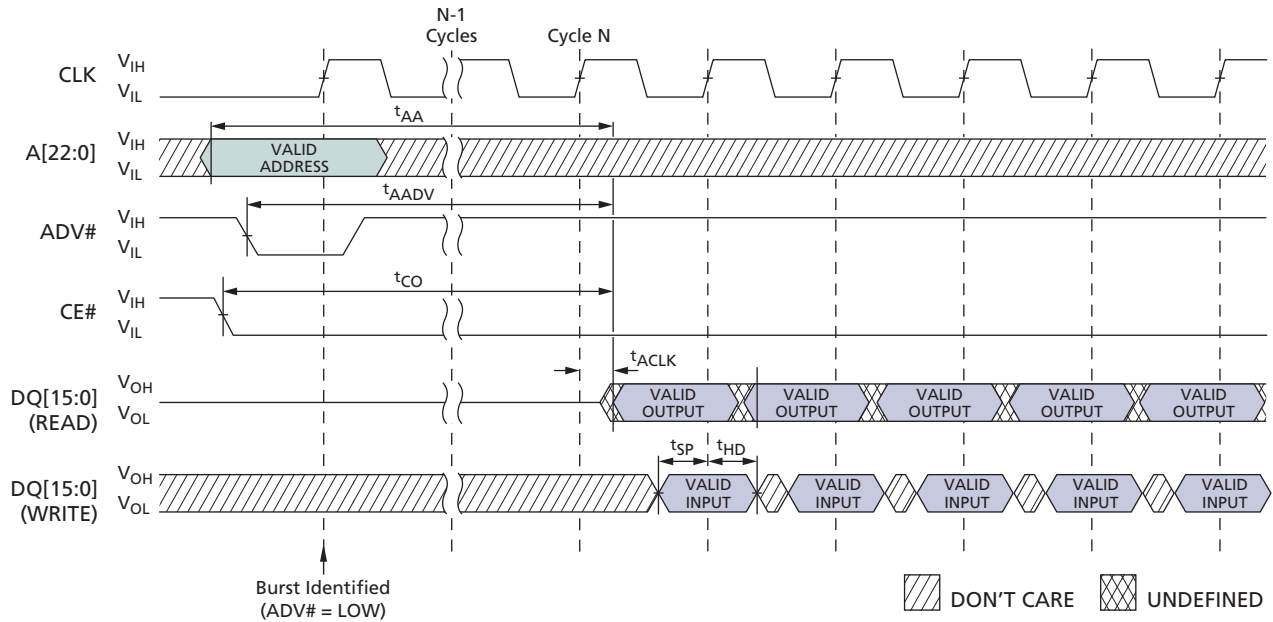 N-1
Cycles
Cycle N
CLK
VIH
VIL
tAA
A[22:0]
VIH
VIL
VALID
ADDRESS
tAADV
ADV#
VIH
VIL
tCO
CE#
VIH
VIL
tACLK
DQ[15:0]
(READ)
VOH
VOL
VALID
OUTPUT
VALID
OUTPUT
VALID
OUTPUT
VALID
OUTPUT
VALID
OUTPUT
tSP
tHD
DQ[15:0]
(WRITE)
VOH
VOL
VALID
INPUT
VALID
INPUT
VALID
INPUT
VALID
INPUT
VALID
INPUT
Burst Identified
(ADV# = LOW)
DON'T CARE
UNDEFINED